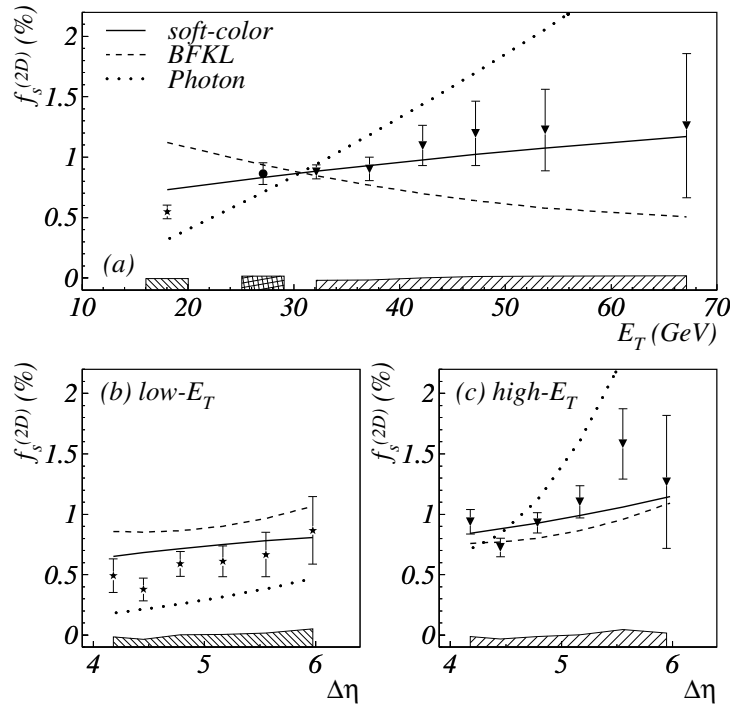 f_s^(2D) (%)
2
1.5
1
0.5
0
soft-color
BFKL
Photon
(a)
10 20 30 40 50 60 70
E_T (GeV)
f_s^(2D) (%)
2
1.5
1
0.5
0
(b) low-E_T
4 5 6
Δη
f_s^(2D) (%)
2
1.5
1
0.5
0
(c) high-E_T
4 5 6
Δη